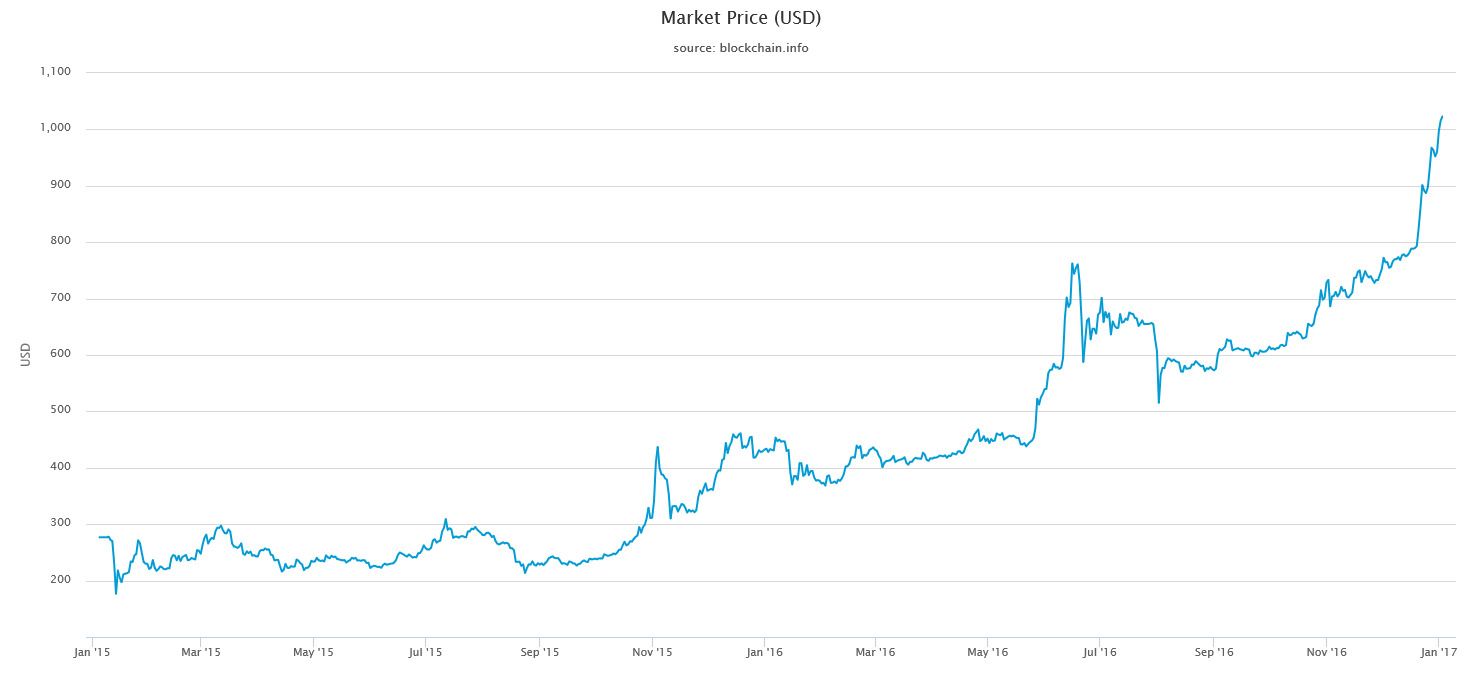 Market Price (USD)
source: blockchain.info
1,100
1,000
900
800
700
600
500
400
300
200
USD
Jan '15
Mar '15
May '15
Jul '15
Sep '15
Nov '15
Jan '16
Mar '16
May '16
Jul '16
Sep '16
Nov '16
Jan '17